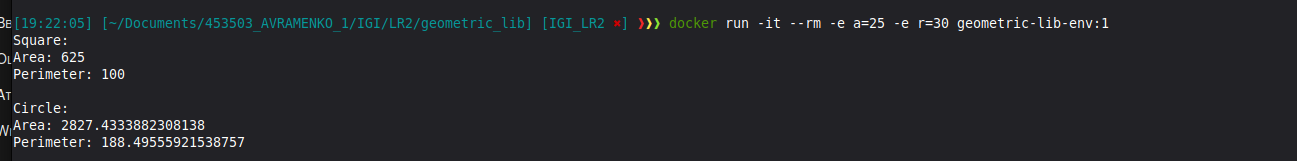 [19:22:05] [~/Documents/453503_AVRAMENKO_1/IGI/LR2/geometric_lib] [IGI_LR2 ✖] ❯❯❯ docker run -it --rm -e a=25 -e r=30 geometric-lib-env:1
Square:
Area: 625
Perimeter: 100
Circle:
Area: 2827.4333882308138
Perimeter: 188.49555921538757